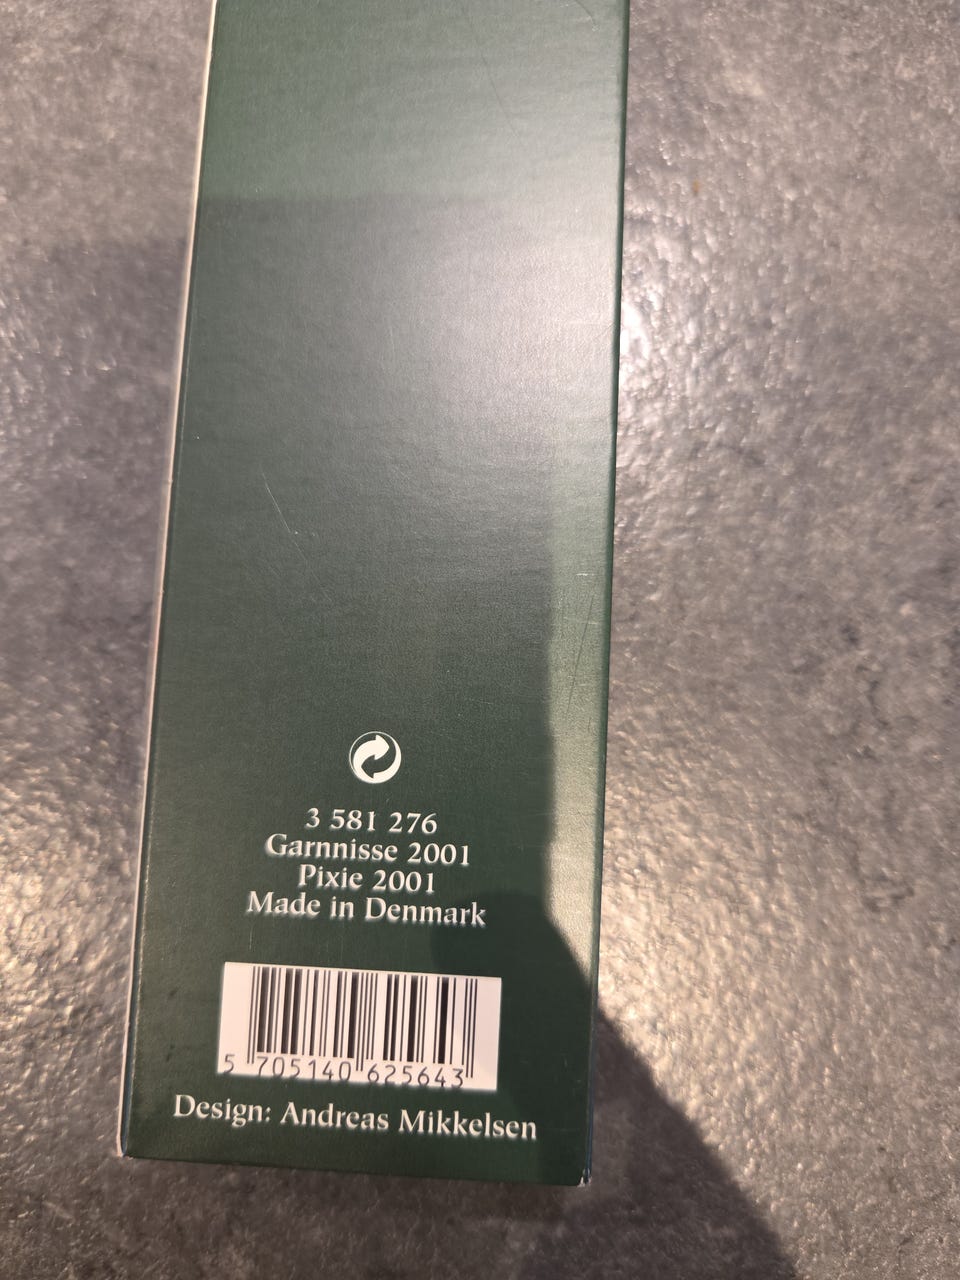 3 581 276
Garnnisse 2001
Pixie 2001
Made in Denmark
5 705140 625643
Design: Andreas Mikkelsen